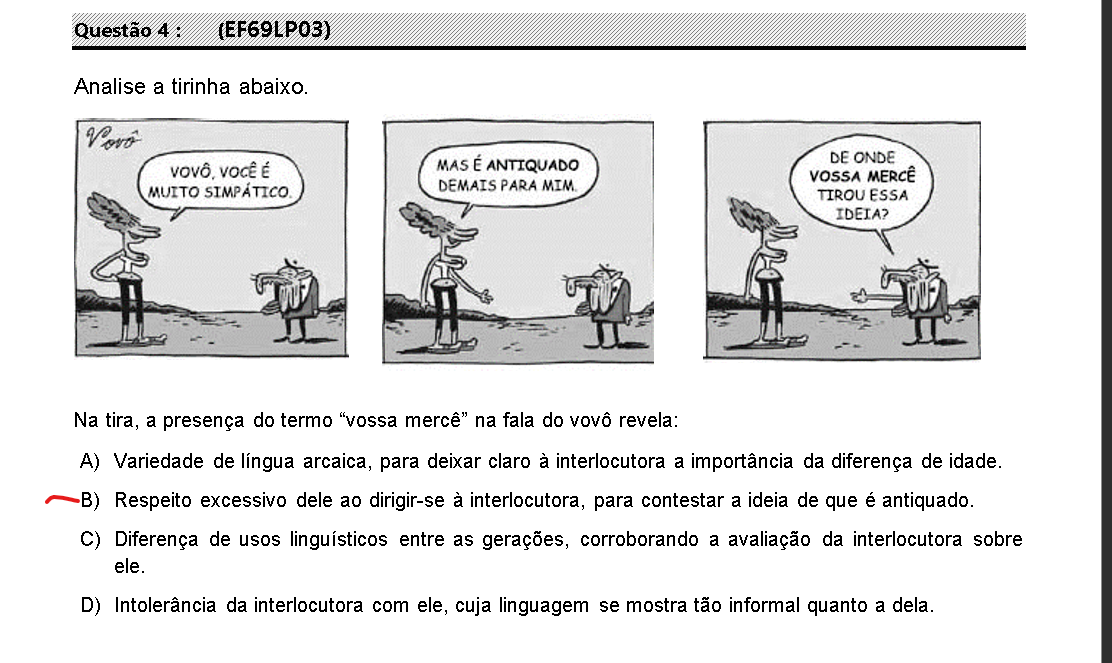 Questão 4 : (EF69LP03)
Analise a tirinha abaixo.
Vovô
VOVÔ, VOCÊ É
MUITO SIMPÁTICO.
MAS É ANTIQUADO
DEMAIS PARA MIM.
DE ONDE
VOSSA MERCÊ
TIROU ESSA
IDEIA?
Na tira, a presença do termo “vossa mercê” na fala do vovô revela:
A) Variedade de língua arcaica, para deixar claro à interlocutora a importância da diferença de idade.
B) Respeito excessivo dele ao dirigir-se à interlocutora, para contestar a ideia de que é antiquado.
C) Diferença de usos linguísticos entre as gerações, corroborando a avaliação da interlocutora sobre
ele.
D) Intolerância da interlocutora com ele, cuja linguagem se mostra tão informal quanto a dela.